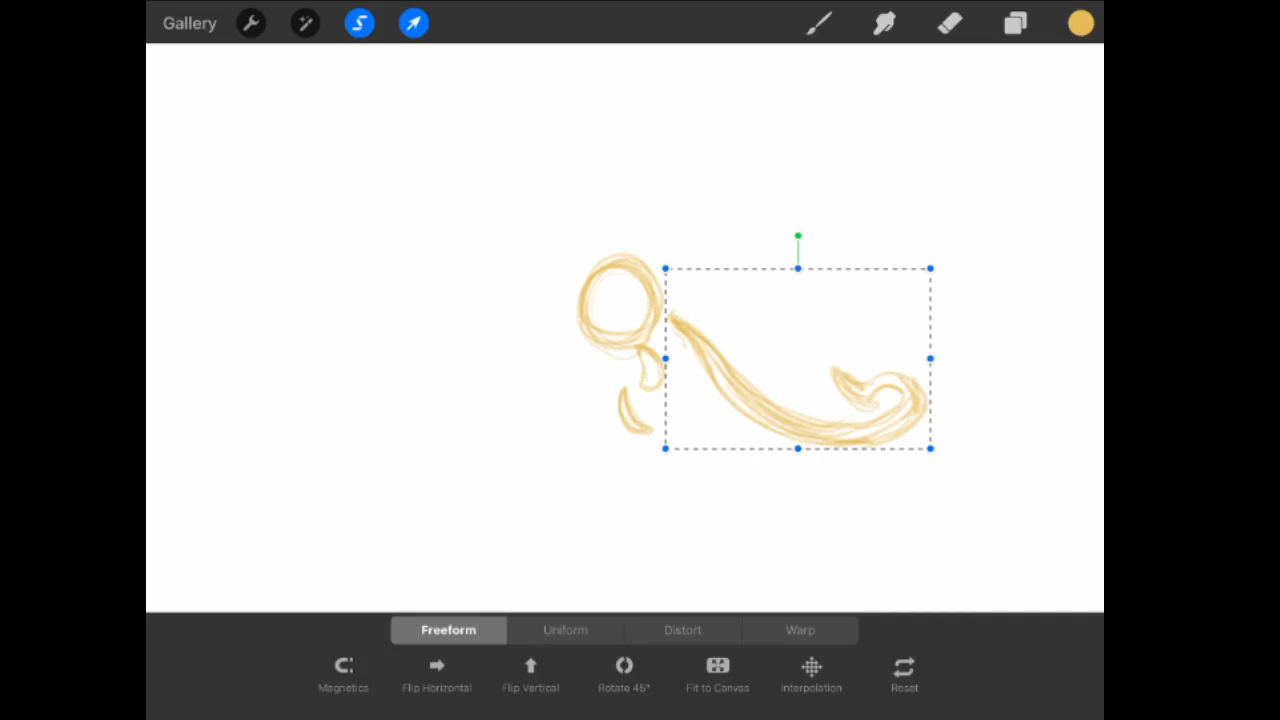 Gallery
Freeform Uniform Distort Warp
Magnetics Flip Horizontal Flip Vertical Rotate 45° Fit to Canvas Interpolation Reset